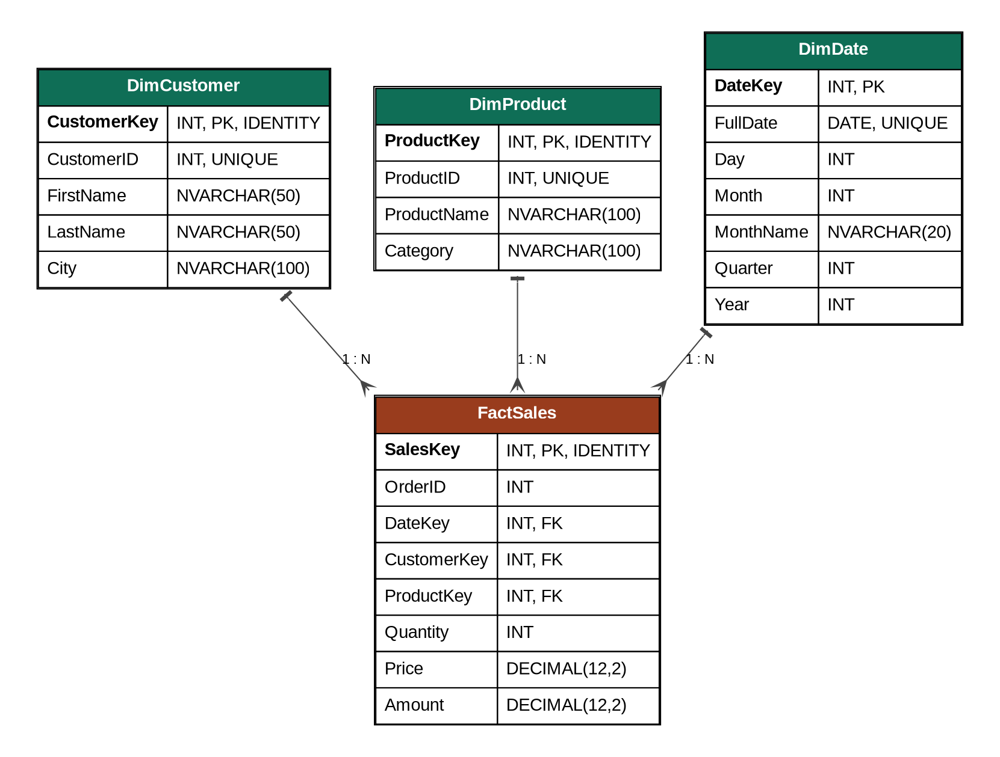 DimCustomer
CustomerKey INT, PK, IDENTITY
CustomerID INT, UNIQUE
FirstName NVARCHAR(50)
LastName NVARCHAR(50)
City NVARCHAR(100)
DimProduct
ProductKey INT, PK, IDENTITY
ProductID INT, UNIQUE
ProductName NVARCHAR(100)
Category NVARCHAR(100)
DimDate
DateKey INT, PK
FullDate DATE, UNIQUE
Day INT
Month INT
MonthName NVARCHAR(20)
Quarter INT
Year INT
1 : N
1 : N
1 : N
FactSales
SalesKey INT, PK, IDENTITY
OrderID INT
DateKey INT, FK
CustomerKey INT, FK
ProductKey INT, FK
Quantity INT
Price DECIMAL(12,2)
Amount DECIMAL(12,2)